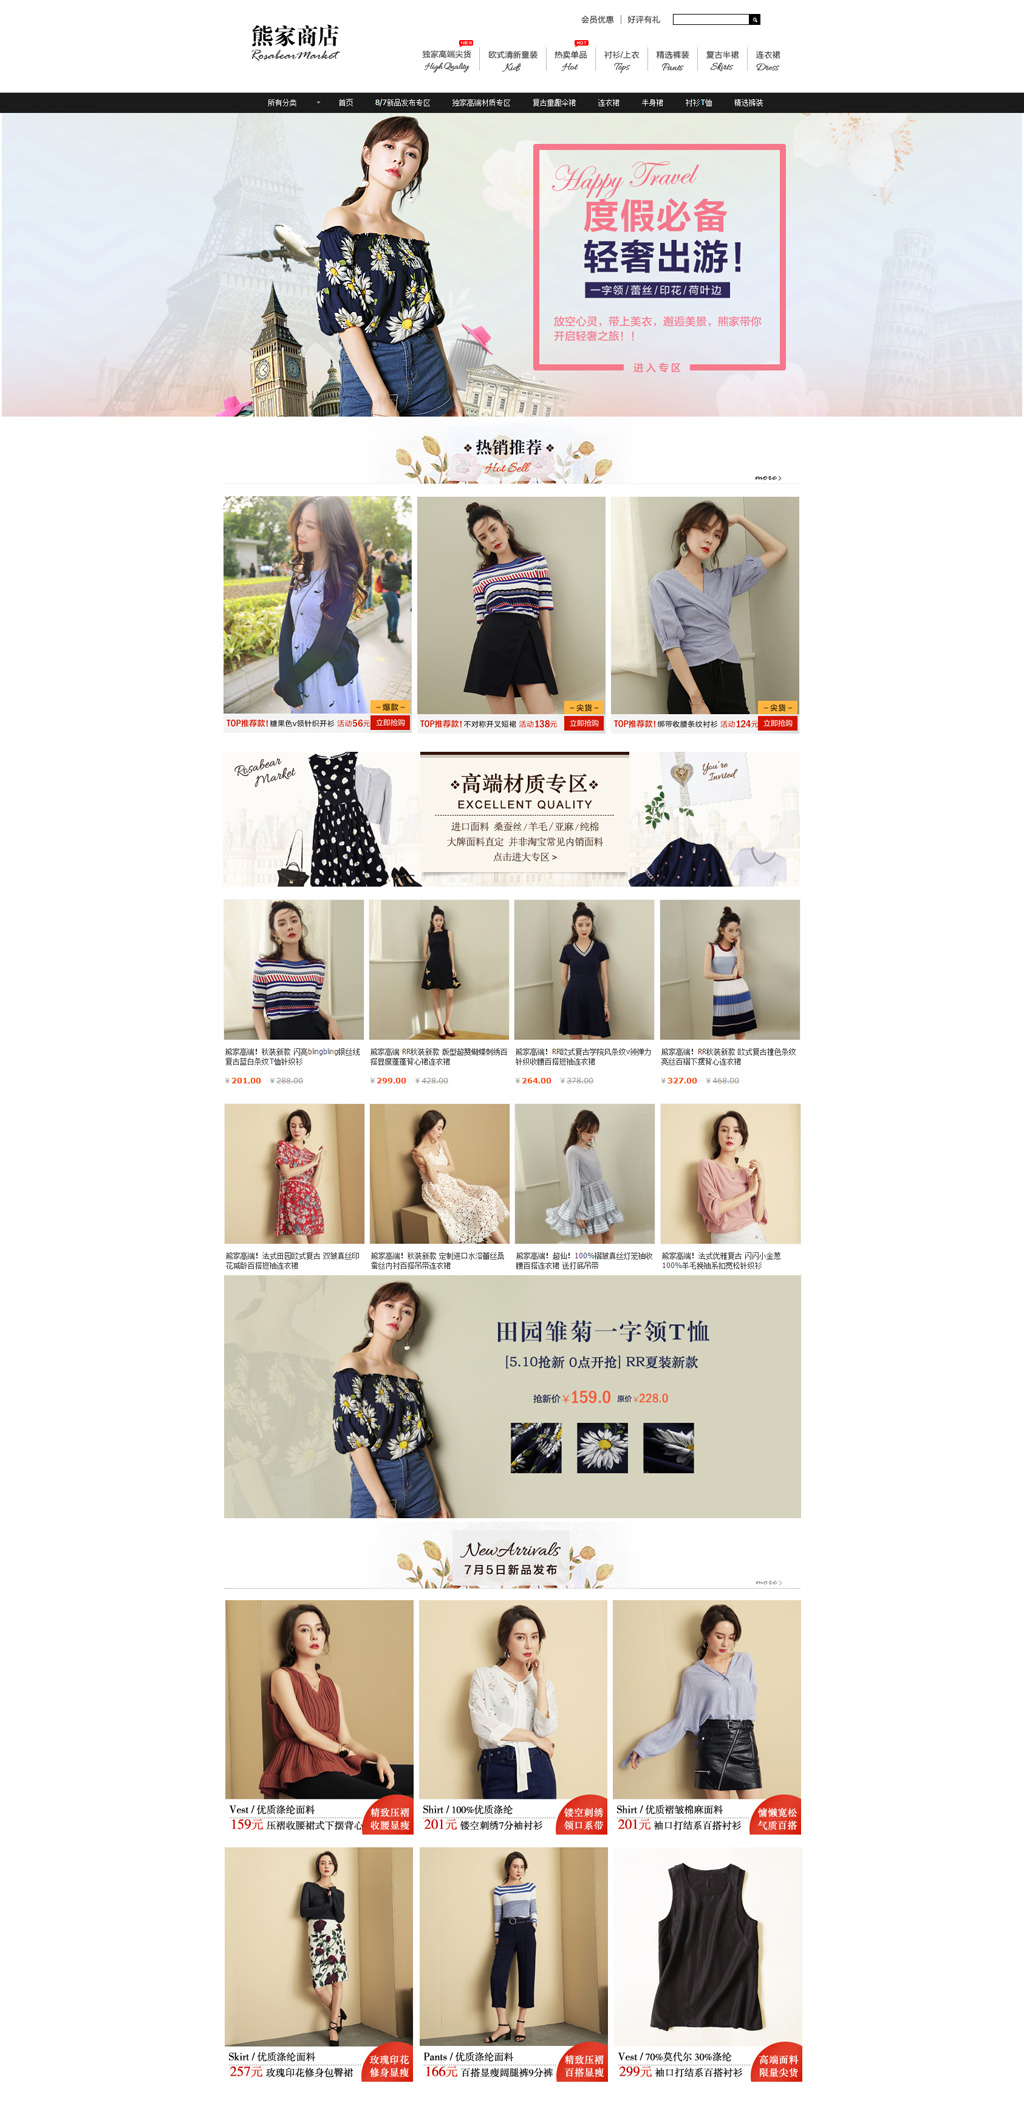 会员优惠 | 好评有礼
熊家商店
Rosabear Market
NEW
HOT
独家高端尖货 欧式清新童装 热卖单品 衬衫/上衣 精选裤装 复古半裙 连衣裙
High Quality Kid Hot Tops Pants Skirts Dress
所有分类 首页 8/7新品发布专区 独家高端材质专区 复古童趣伞裙 连衣裙 半身裙 衬衫T恤 精选裤装
Happy Travel
度假必备
轻奢出游!
一字领/蕾丝/印花/荷叶边
放空心灵，带上美衣，邂逅美景，熊家带你
开启轻奢之旅！！
进入专区
热销推荐
Hot Sell
more >
-爆款-
TOP推荐款! 糖果色v领针织开衫 活动56元 立即抢购
-尖货-
TOP推荐款! 不对称开叉短裙 活动138元 立即抢购
-尖货-
TOP推荐款! 绑带收腰条纹衬衫 活动124元 立即抢购
Rosabear
Market
高端材质专区
EXCELLENT QUALITY
进口面料 桑蚕丝/羊毛/亚麻/纯棉
大牌面料直定 并非淘宝常见内销面料
点击进大专区 >
You're
Invited
熊家高端！秋装新款 闪亮blingbling银丝线
复古蓝白条纹T恤针织衫
¥ 201.00 ¥ 288.00
熊家高端 RR秋装新款 版型超赞蝴蝶刺绣百
搭显瘦蓬蓬背心裙连衣裙
¥ 299.00 ¥ 428.00
熊家高端！RR欧式复古学院风条纹v领弹力
针织收腰百搭短袖连衣裙
¥ 264.00 ¥ 378.00
熊家高端！RR秋装新款 欧式复古撞色条纹
亮丝百褶下摆背心连衣裙
¥ 327.00 ¥ 468.00
熊家高端！法式田园欧式复古 双皱真丝印
花减龄百搭短袖连衣裙
熊家高端！秋装新款 定制进口水溶蕾丝桑
蚕丝内衬百搭吊带连衣裙
熊家高端！超仙！100%褶皱真丝灯笼袖收
腰百搭连衣裙 送打底吊带
熊家高端！法式优雅复古 闪闪小金葱
100%羊毛挽袖系扣宽松针织衫
田园雏菊一字领T恤
[5.10抢新 0点开抢] RR夏装新款
抢新价¥159.0 原价¥228.0
New Arrivals
7月5日新品发布
more >
Vest / 优质涤纶面料
159元 压褶收腰裙式下摆背心
精致压褶
收腰显瘦
Shirt / 100%优质涤纶
201元 镂空刺绣7分袖衬衫
镂空刺绣
领口系带
Shirt / 优质褶皱棉麻面料
201元 袖口打结系百搭衬衫
慵懒宽松
气质百搭
Skirt / 优质涤纶面料
257元 玫瑰印花修身包臀裙
玫瑰印花
修身显瘦
Pants / 优质涤纶面料
166元 百搭显瘦阔腿裤9分裤
精致压褶
百搭显瘦
Vest / 70%莫代尔 30%涤纶
299元 袖口打结系百搭衬衫
高端面料
限量尖货